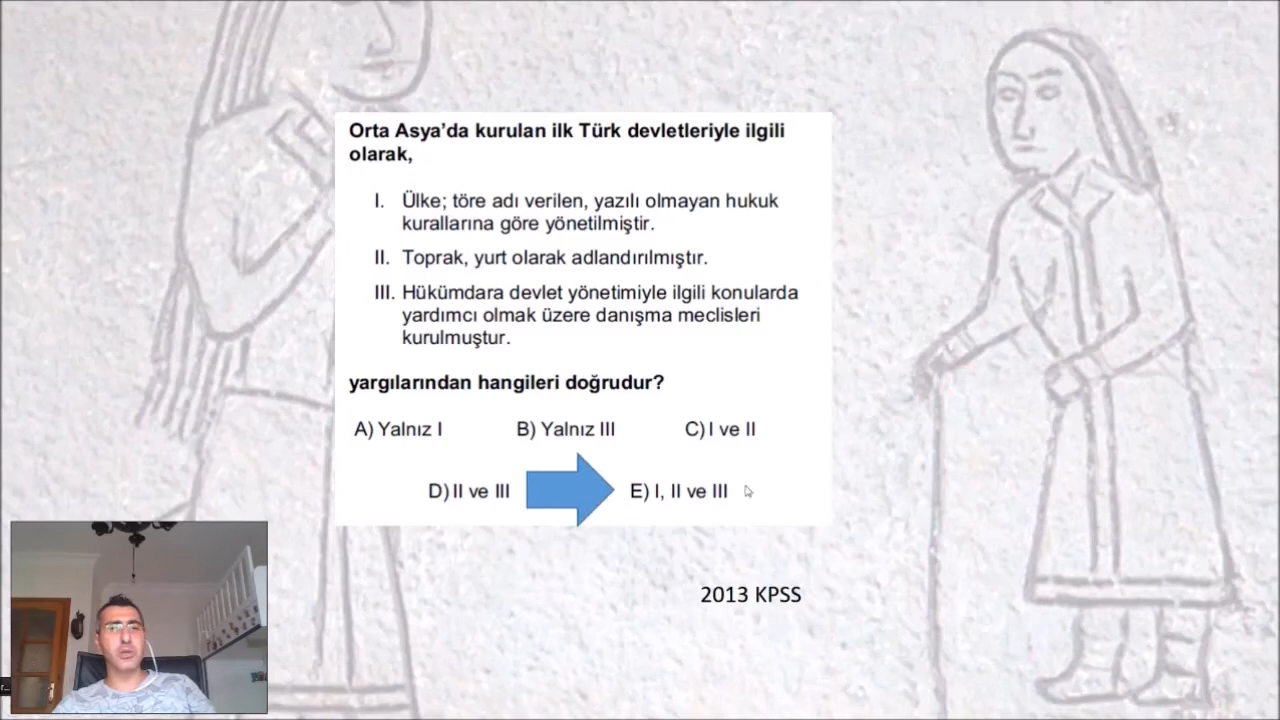 Orta Asya'da kurulan ilk Türk devletleriyle ilgili
olarak,
I. Ülke; töre adı verilen, yazılı olmayan hukuk
kurallarına göre yönetilmiştir.
II. Toprak, yurt olarak adlandırılmıştır.
III. Hükümdara devlet yönetimiyle ilgili konularda
yardımcı olmak üzere danışma meclisleri
kurulmuştur.
yargılarından hangileri doğrudur?
A) Yalnız I B) Yalnız III C) I ve II
D) II ve III E) I, II ve III
2013 KPSS